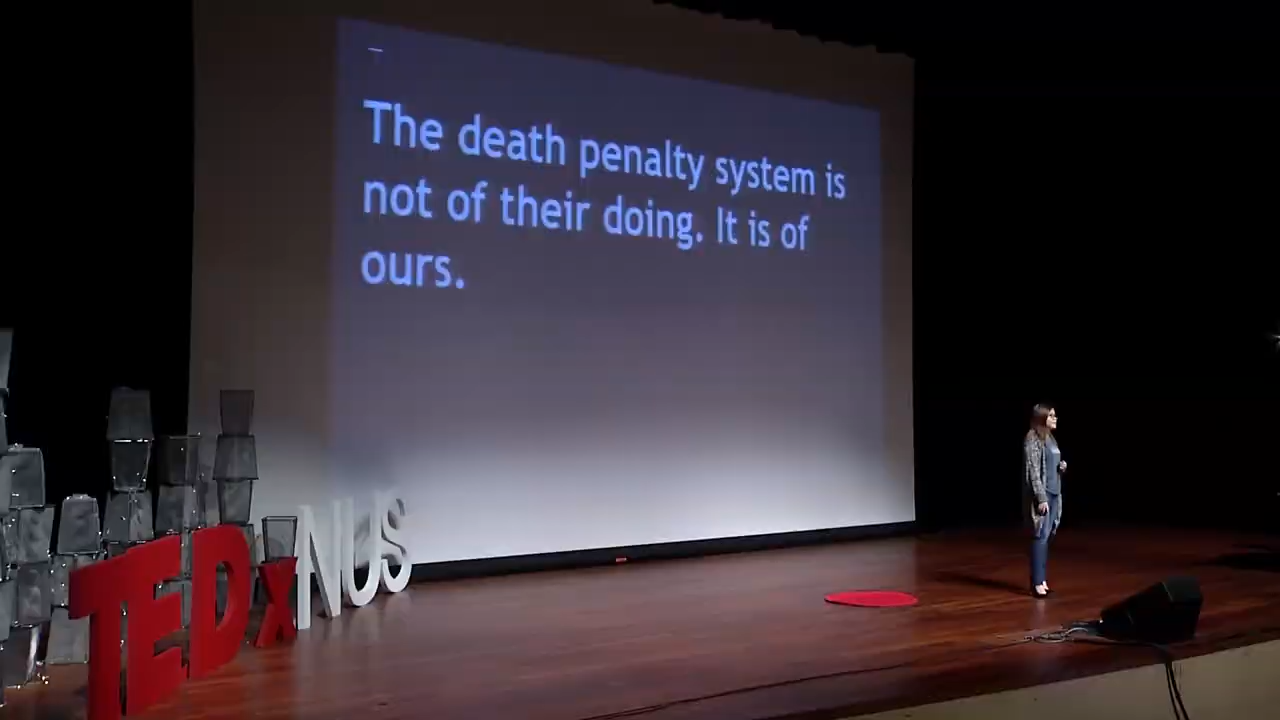 The death penalty system is
not of their doing. It is of
ours.
TEDxNUS